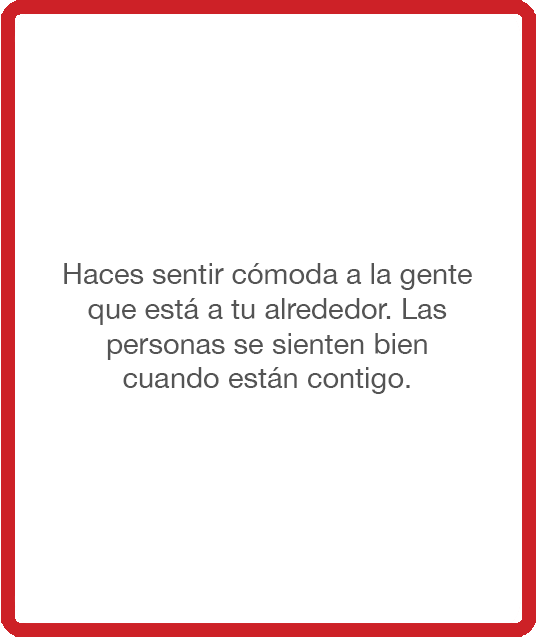 Haces sentir cómoda a la gente
que está a tu alrededor. Las
personas se sienten bien
cuando están contigo.